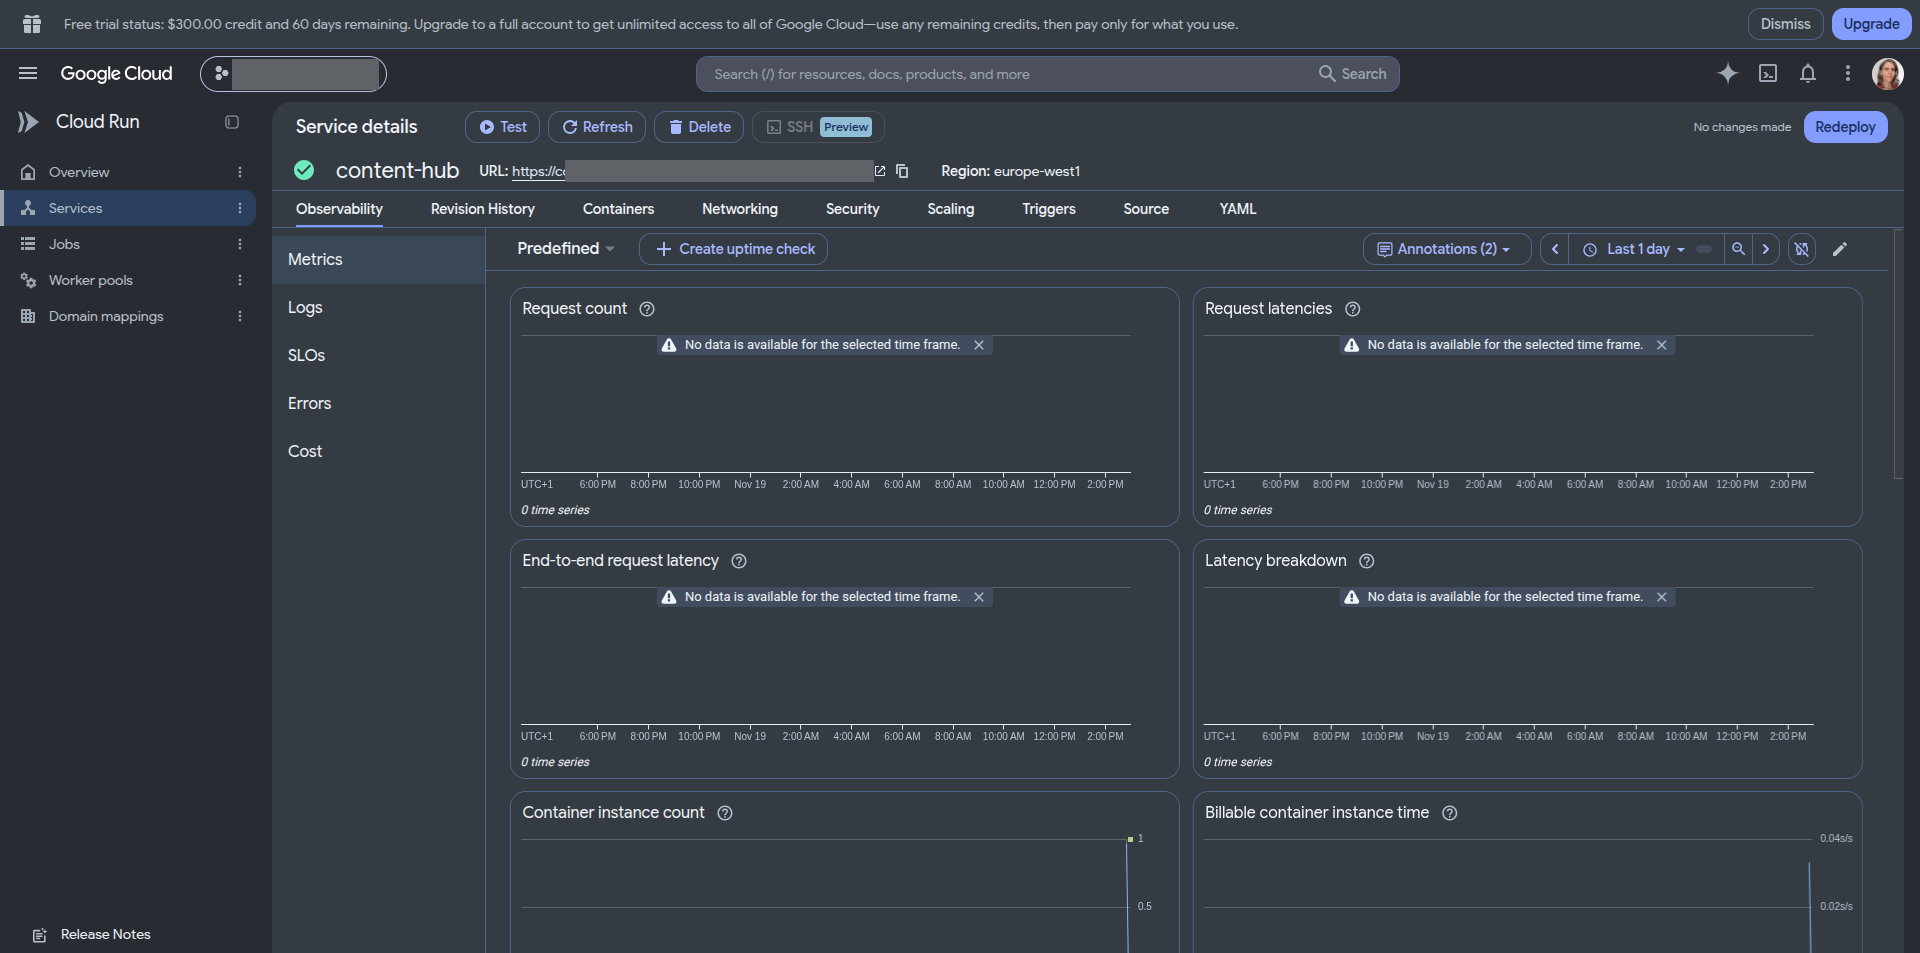 Free trial status: $300.00 credit and 60 days remaining. Upgrade to a full account to get unlimited access to all of Google Cloud—use any remaining credits, then pay only for what you use.
Dismiss
Upgrade
Google Cloud
Search (/) for resources, docs, products, and more
Search
Cloud Run
Overview
Services
Jobs
Worker pools
Domain mappings
Release Notes
Service details
Test
Refresh
Delete
SSH Preview
No changes made
Redeploy
content-hub
URL: https://c
Region: europe-west1
Observability
Revision History
Containers
Networking
Security
Scaling
Triggers
Source
YAML
Metrics
Logs
SLOs
Errors
Cost
Predefined
Create uptime check
Annotations (2)
Last 1 day
Request count
No data is available for the selected time frame.
UTC+1 6:00 PM 8:00 PM 10:00 PM Nov 19 2:00 AM 4:00 AM 6:00 AM 8:00 AM 10:00 AM 12:00 PM 2:00 PM
0 time series
Request latencies
No data is available for the selected time frame.
UTC+1 6:00 PM 8:00 PM 10:00 PM Nov 19 2:00 AM 4:00 AM 6:00 AM 8:00 AM 10:00 AM 12:00 PM 2:00 PM
0 time series
End-to-end request latency
No data is available for the selected time frame.
UTC+1 6:00 PM 8:00 PM 10:00 PM Nov 19 2:00 AM 4:00 AM 6:00 AM 8:00 AM 10:00 AM 12:00 PM 2:00 PM
0 time series
Latency breakdown
No data is available for the selected time frame.
UTC+1 6:00 PM 8:00 PM 10:00 PM Nov 19 2:00 AM 4:00 AM 6:00 AM 8:00 AM 10:00 AM 12:00 PM 2:00 PM
0 time series
Container instance count
1
0.5
Billable container instance time
0.04s/s
0.02s/s